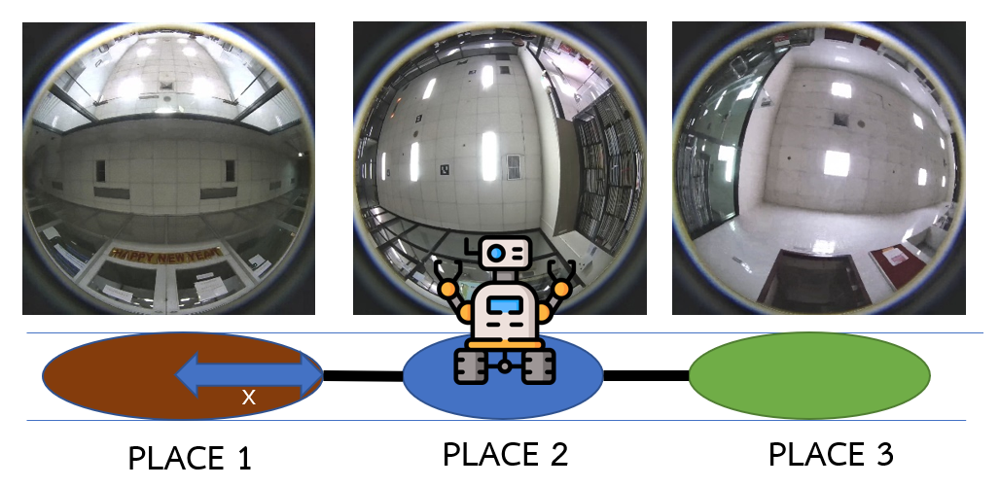 HAPPY NEW YEAR
X
PLACE 1
PLACE 2
PLACE 3